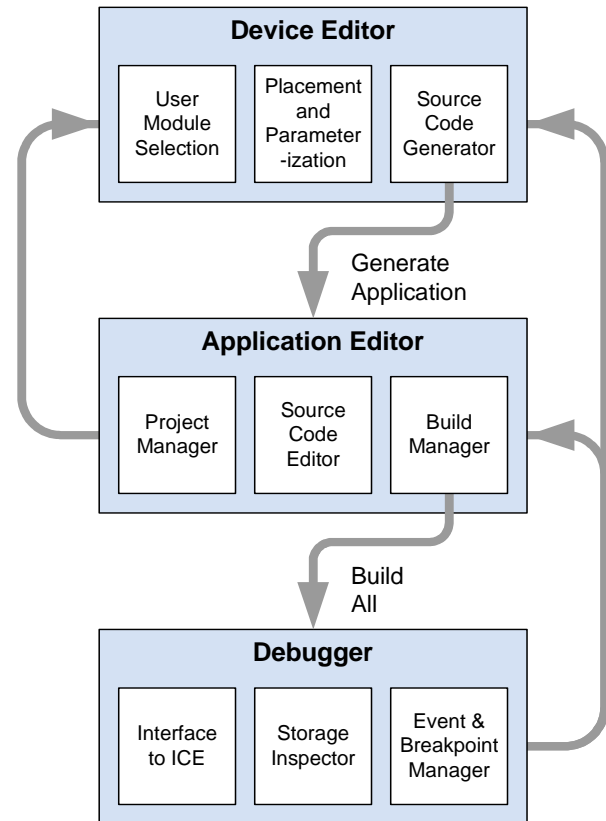 Device Editor
User
Module
Selection
Placement
and
Parameter
-ization
Source
Code
Generator
Generate
Application
Application Editor
Project
Manager
Source
Code
Editor
Build
Manager
Build
All
Debugger
Interface
to ICE
Storage
Inspector
Event &
Breakpoint
Manager